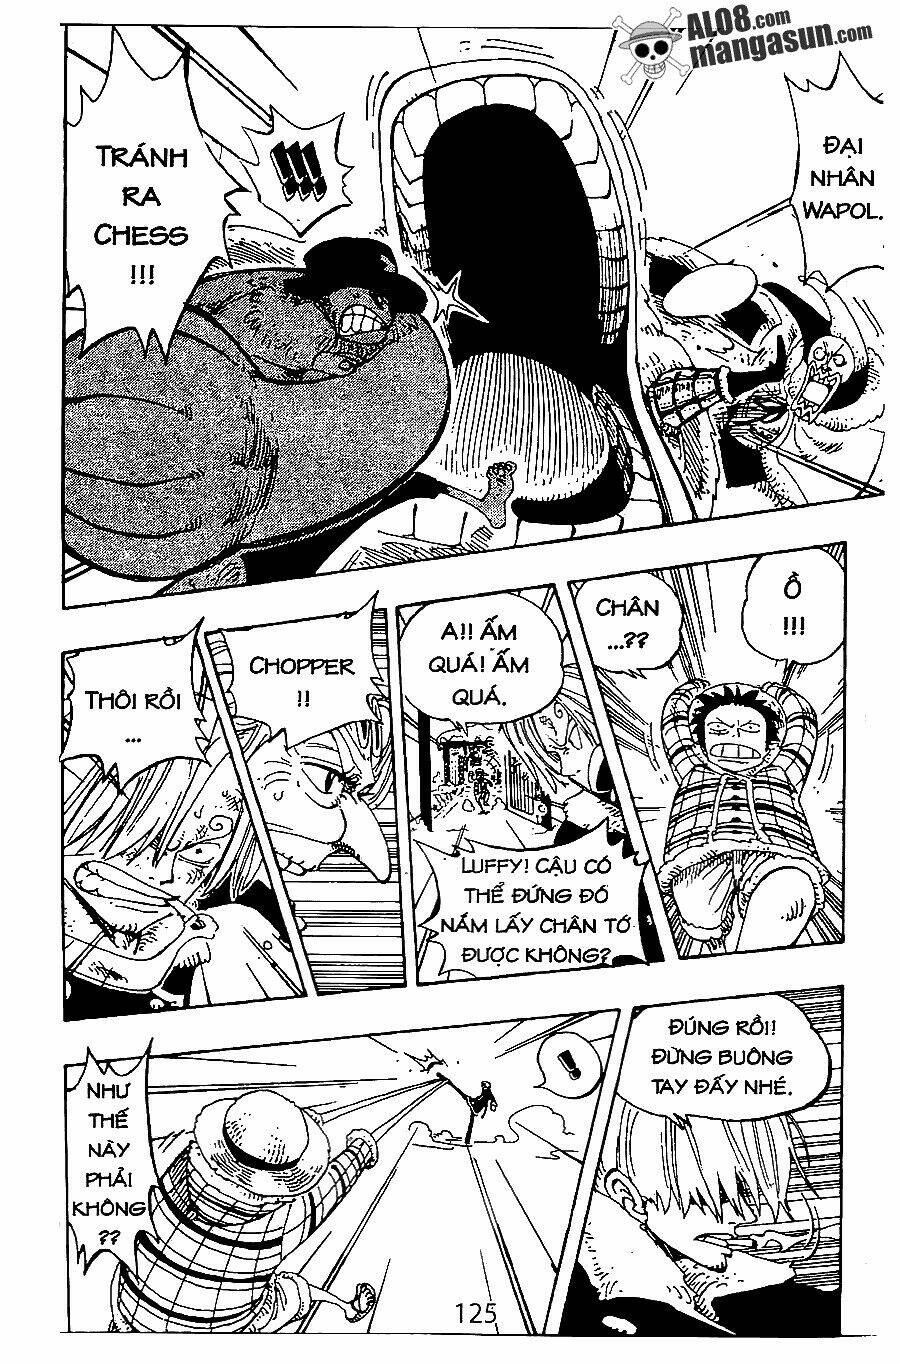 AL08.com
mangasun.com
ĐẠI
NHÂN
WAPOL.
!!!
TRÁNH
RA
CHESS
!!!
Ồ
!!!
CHÂN
...??
A!! ẤM
QUÁ! ẤM
QUÁ.
LUFFY! CẬU CÓ
THỂ ĐỨNG ĐÓ
NẮM LẤY CHÂN TỚ
ĐƯỢC KHÔNG?
CHOPPER
!!
THÔI RỒI
...
ĐÚNG RỒI!
ĐỪNG BUÔNG
TAY ĐẤY NHÉ.
!
NHƯ
THẾ
NÀY
PHẢI
KHÔNG
??
125